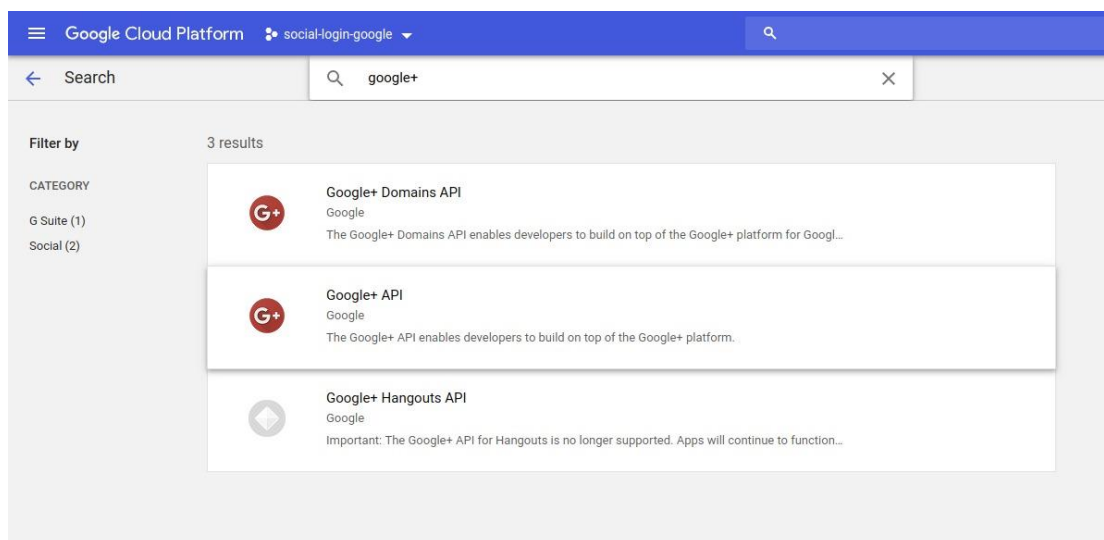 Google Cloud Platform social-login-google
Search
google+
Filter by
CATEGORY
G Suite (1)
Social (2)
3 results
G+
Google+ Domains API
Google
The Google+ Domains API enables developers to build on top of the Google+ platform for Googl...
G+
Google+ API
Google
The Google+ API enables developers to build on top of the Google+ platform.
Google+ Hangouts API
Google
Important: The Google+ API for Hangouts is no longer supported. Apps will continue to function...